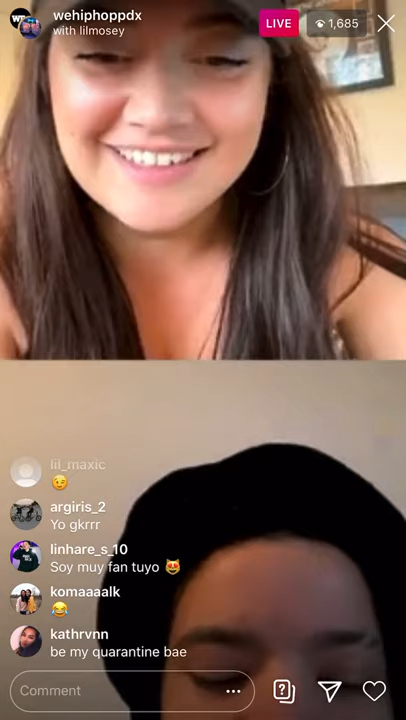 wehiphoppdx
with lilmosey
LIVE
1,685
lil_maxic
😉
argiris_2
Yo gkrrr
linhare_s_10
Soy muy fan tuyo 😻
komaaaalk
😂
kathrvnn
be my quarantine bae
Comment